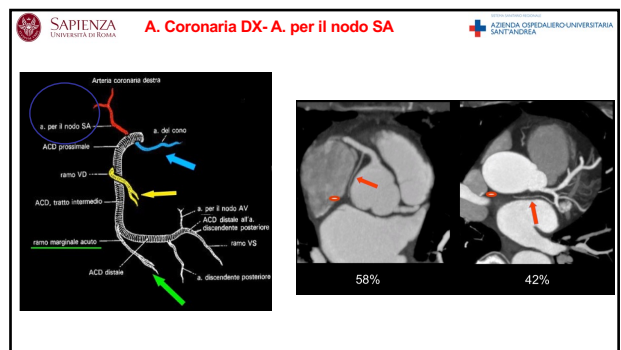 SAPIENZA
UNIVERSITÀ DI ROMA
A. Coronaria DX- A. per il nodo SA
SISTEMA SANITARIO REGIONALE
AZIENDA OSPEDALIERO-UNIVERSITARIA
SANT'ANDREA
Arteria coronaria destra
a. per il nodo SA
a. del cono
ACD prossimale
ramo VD
ACD, tratto intermedio
a. per il nodo AV
ACD distale all'a.
discendente posteriore
ramo marginale acuto
ramo VS
ACD distale
a. discendente posteriore
58%
42%